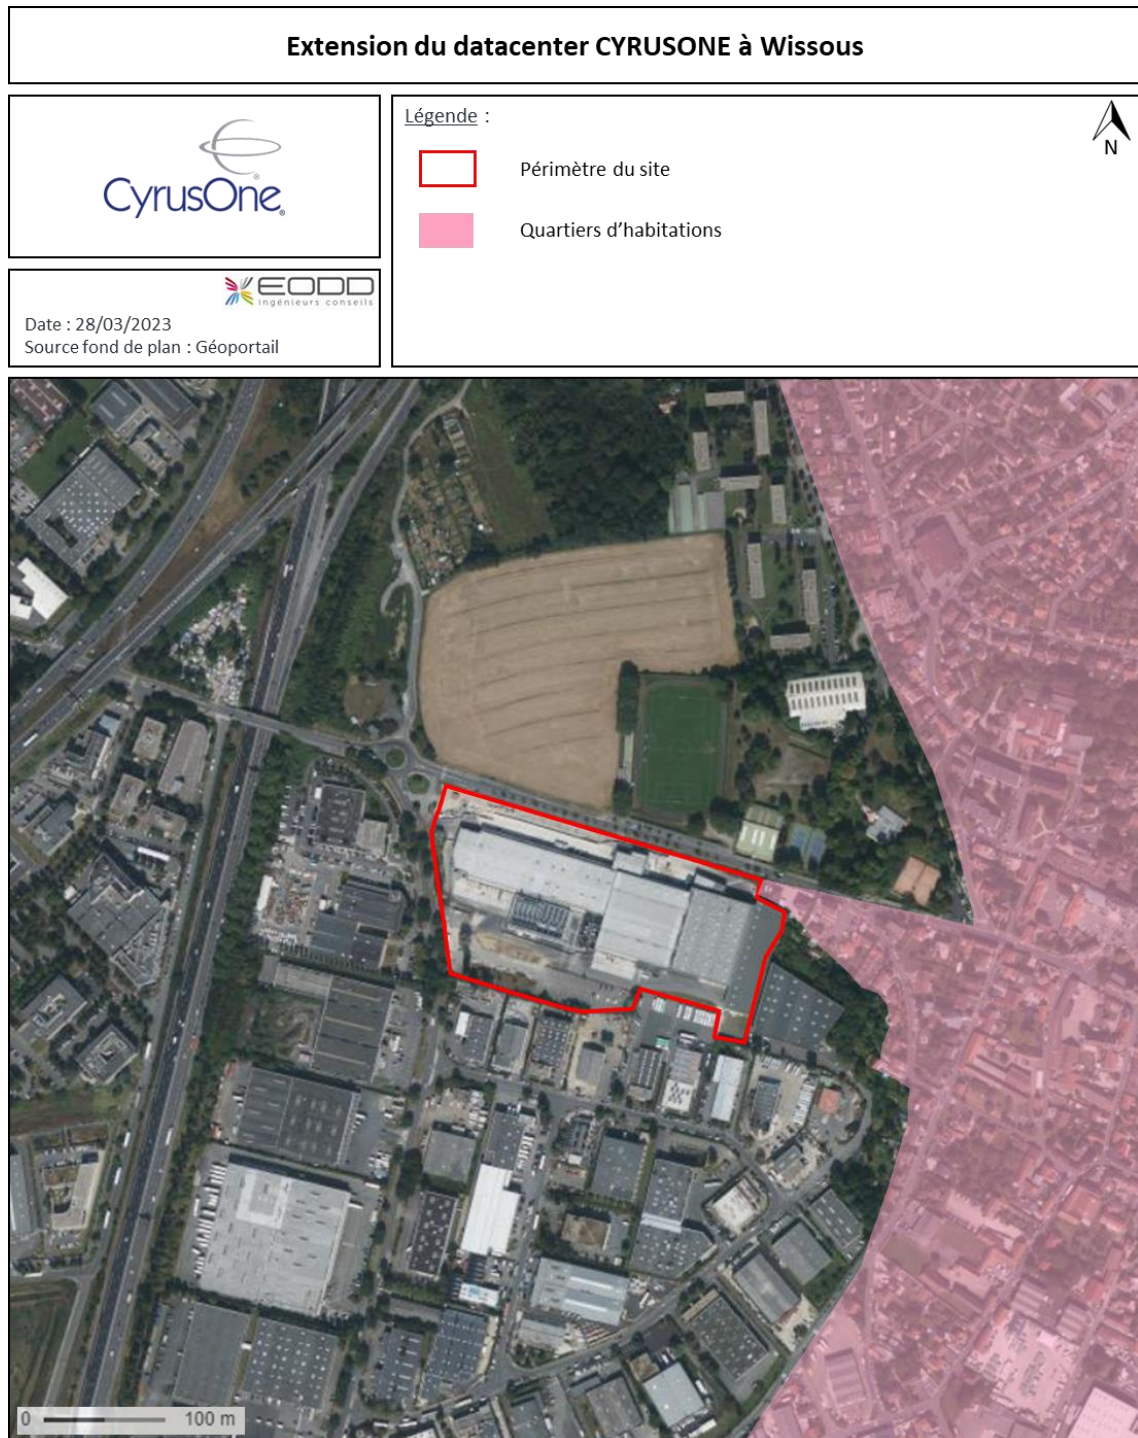 Extension du datacenter CYRUSONE à Wissous
CyrusOne®
EODD
ingénieurs conseils
Date : 28/03/2023
Source fond de plan : Géoportail
Légende :
Périmètre du site
Quartiers d'habitations
N
0 100 m